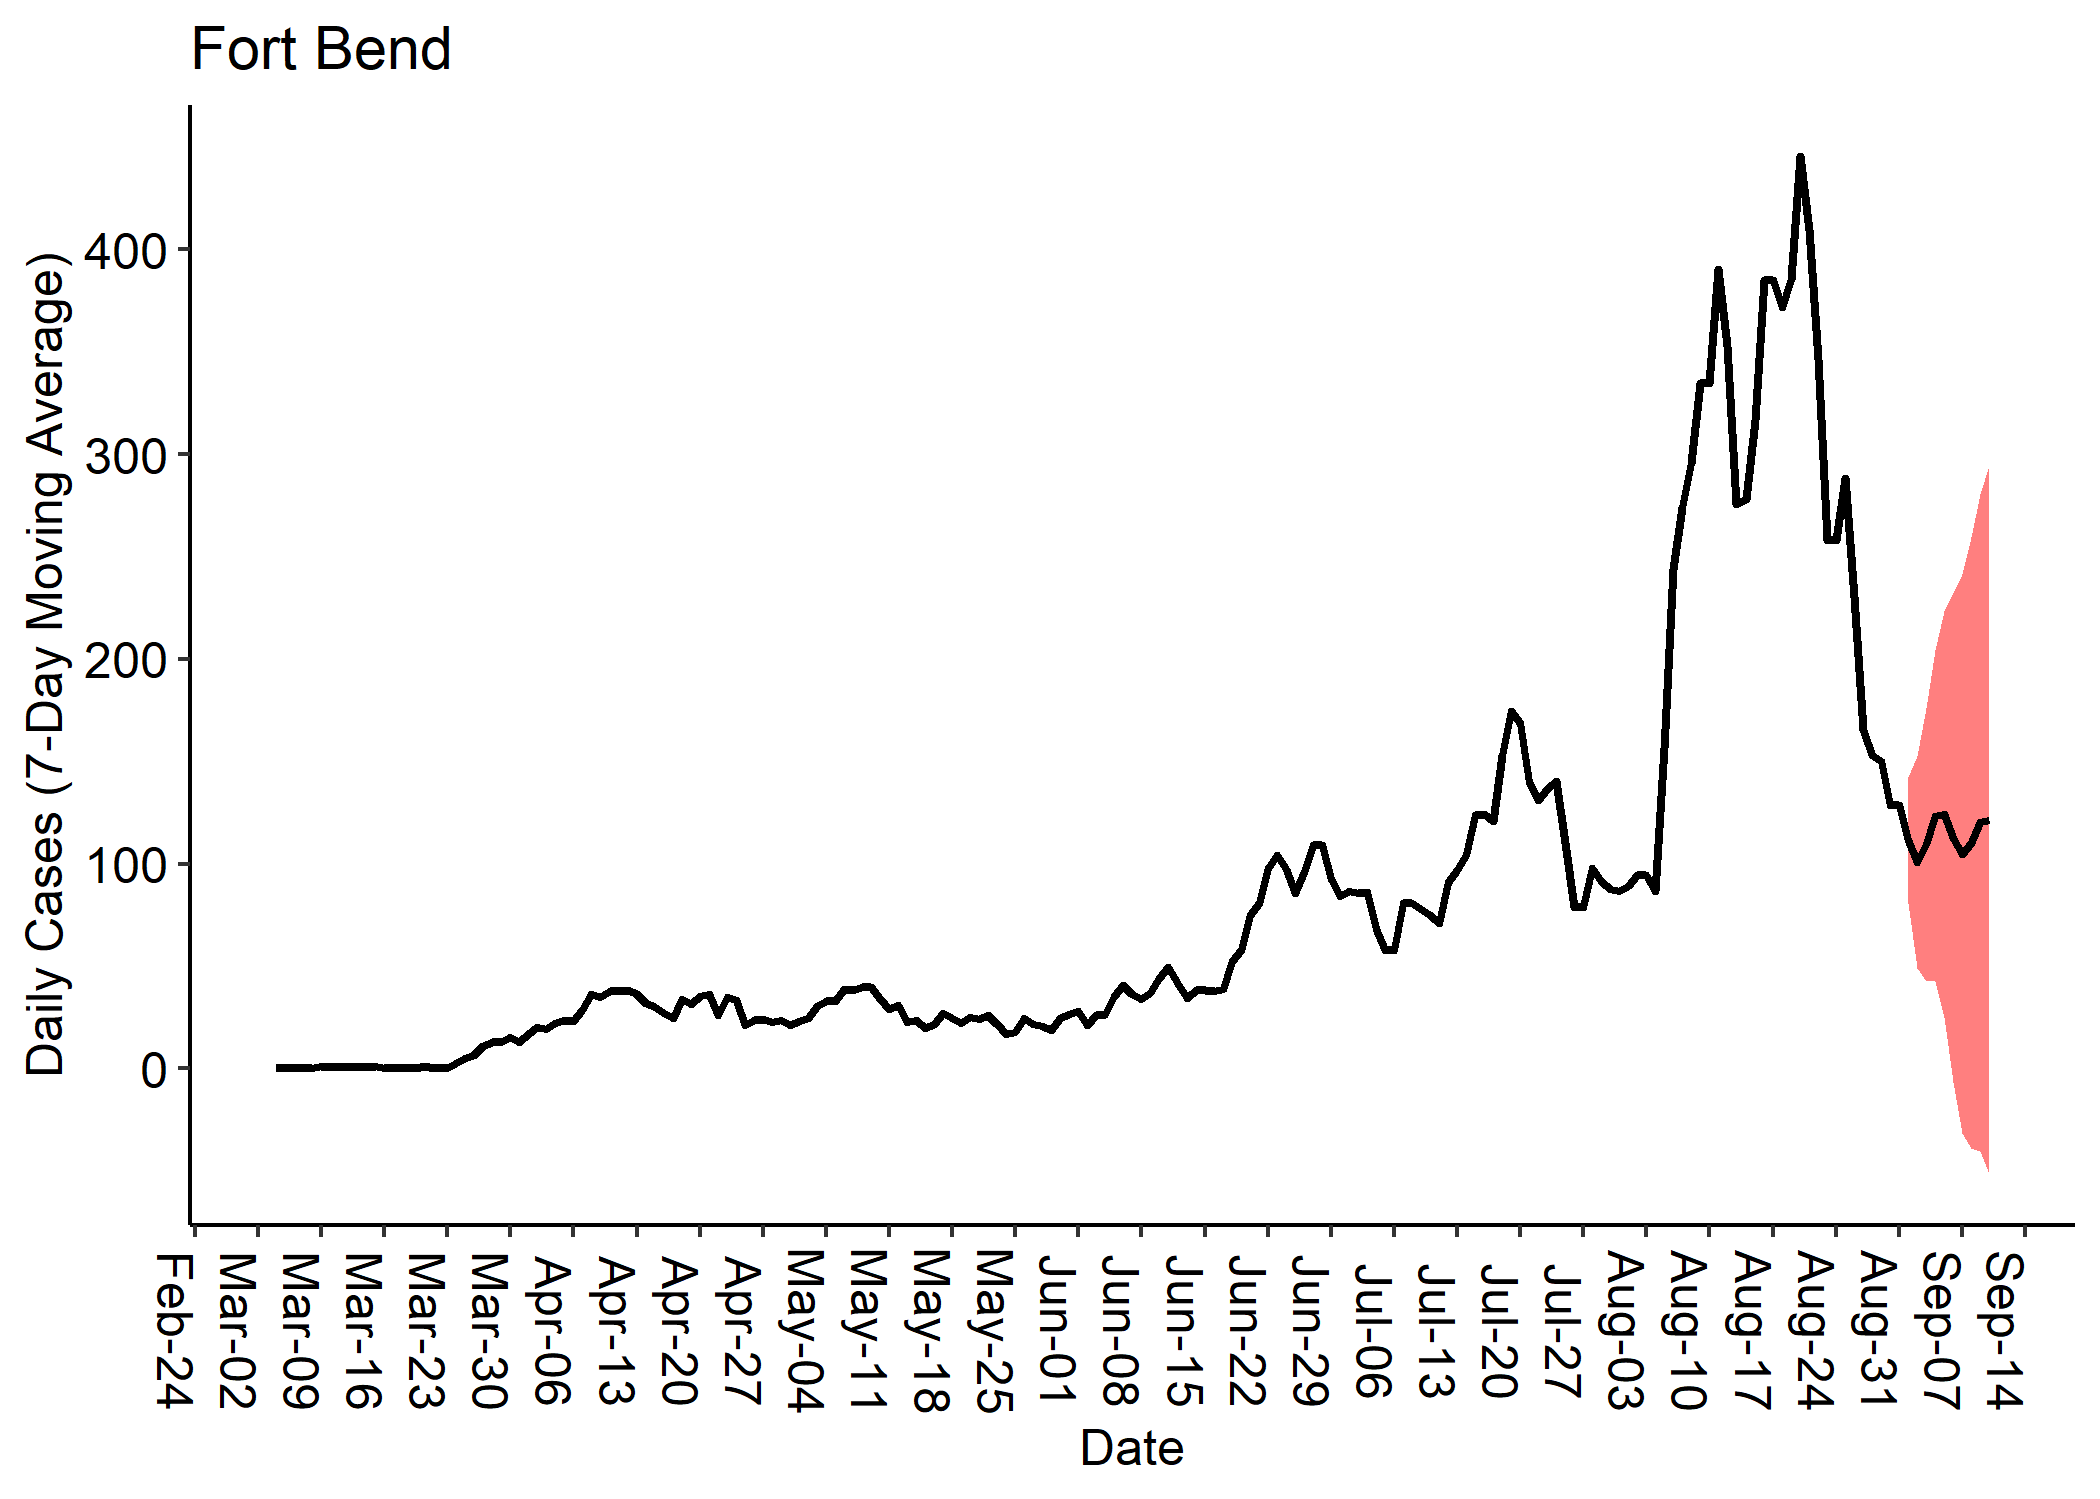 Fort Bend
Daily Cases (7-Day Moving Average)
400
300
200
100
0
Feb-24
Mar-02
Mar-09
Mar-16
Mar-23
Mar-30
Apr-06
Apr-13
Apr-20
Apr-27
May-04
May-11
May-18
May-25
Jun-01
Jun-08
Jun-15
Jun-22
Jun-29
Jul-06
Jul-13
Jul-20
Jul-27
Aug-03
Aug-10
Aug-17
Aug-24
Aug-31
Sep-07
Sep-14
Date